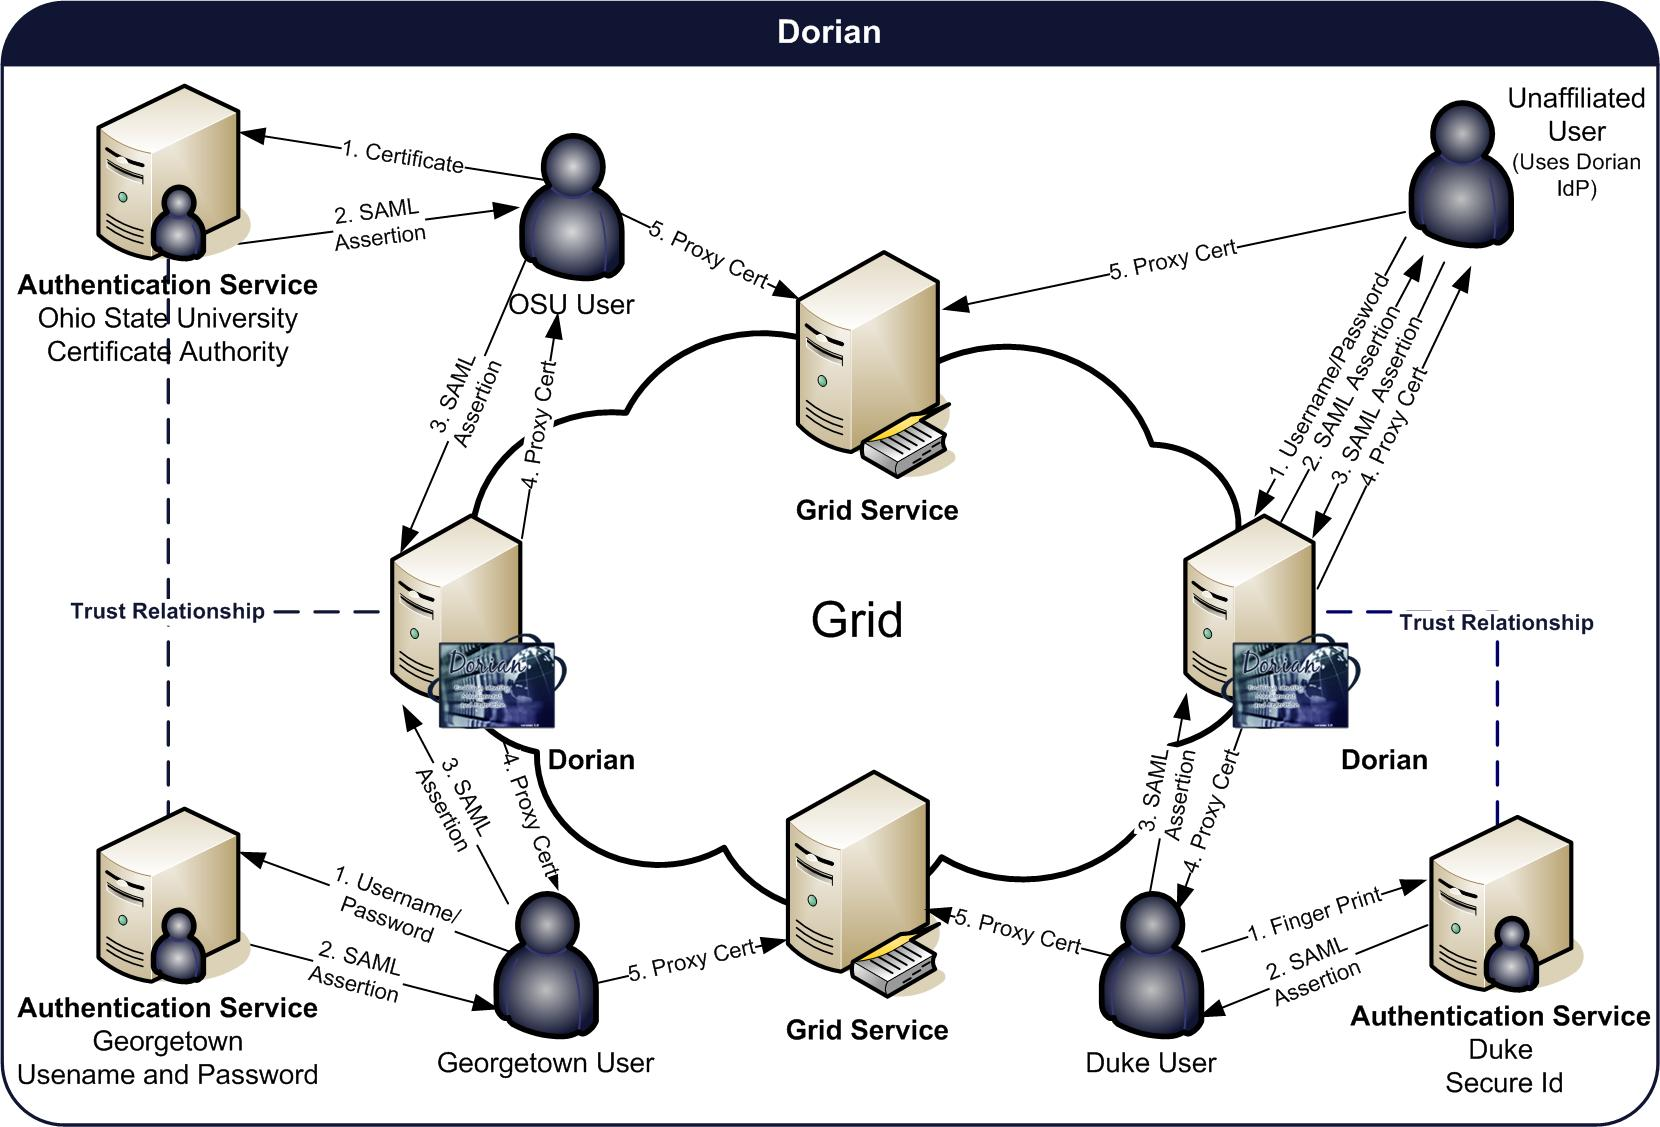 Dorian
Unaffiliated
User
(Uses Dorian
IdP)
1. Certificate
2. SAML
Assertion
5. Proxy Cert
5. Proxy Cert
Authentication Service
Ohio State University
Certificate Authority
OSU User
3. SAML
Assertion
4. Proxy Cert
1. Username/Password
2. SAML Assertion
3. SAML Assertion
4. Proxy Cert
Grid Service
Grid
Trust Relationship
Trust Relationship
Dorian
Dorian
Dorian
Dorian
3. SAML
Assertion
4. Proxy Cert
3. SAML
Assertion
4. Proxy Cert
1. Username/
Password
2. SAML
Assertion
5. Proxy Cert
5. Proxy Cert
1. Finger Print
2. SAML
Assertion
Authentication Service
Georgetown
Usename and Password
Georgetown User
Grid Service
Duke User
Authentication Service
Duke
Secure Id